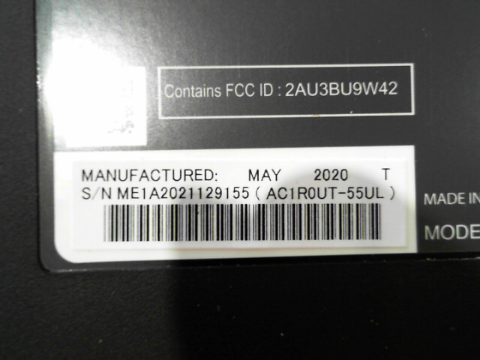 Contains FCC ID : 2AU3BU9W42
MANUFACTURED: MAY 2020 T
S/N ME1A2021129155 ( AC1R0UT-55UL )
MADE IN
MODE